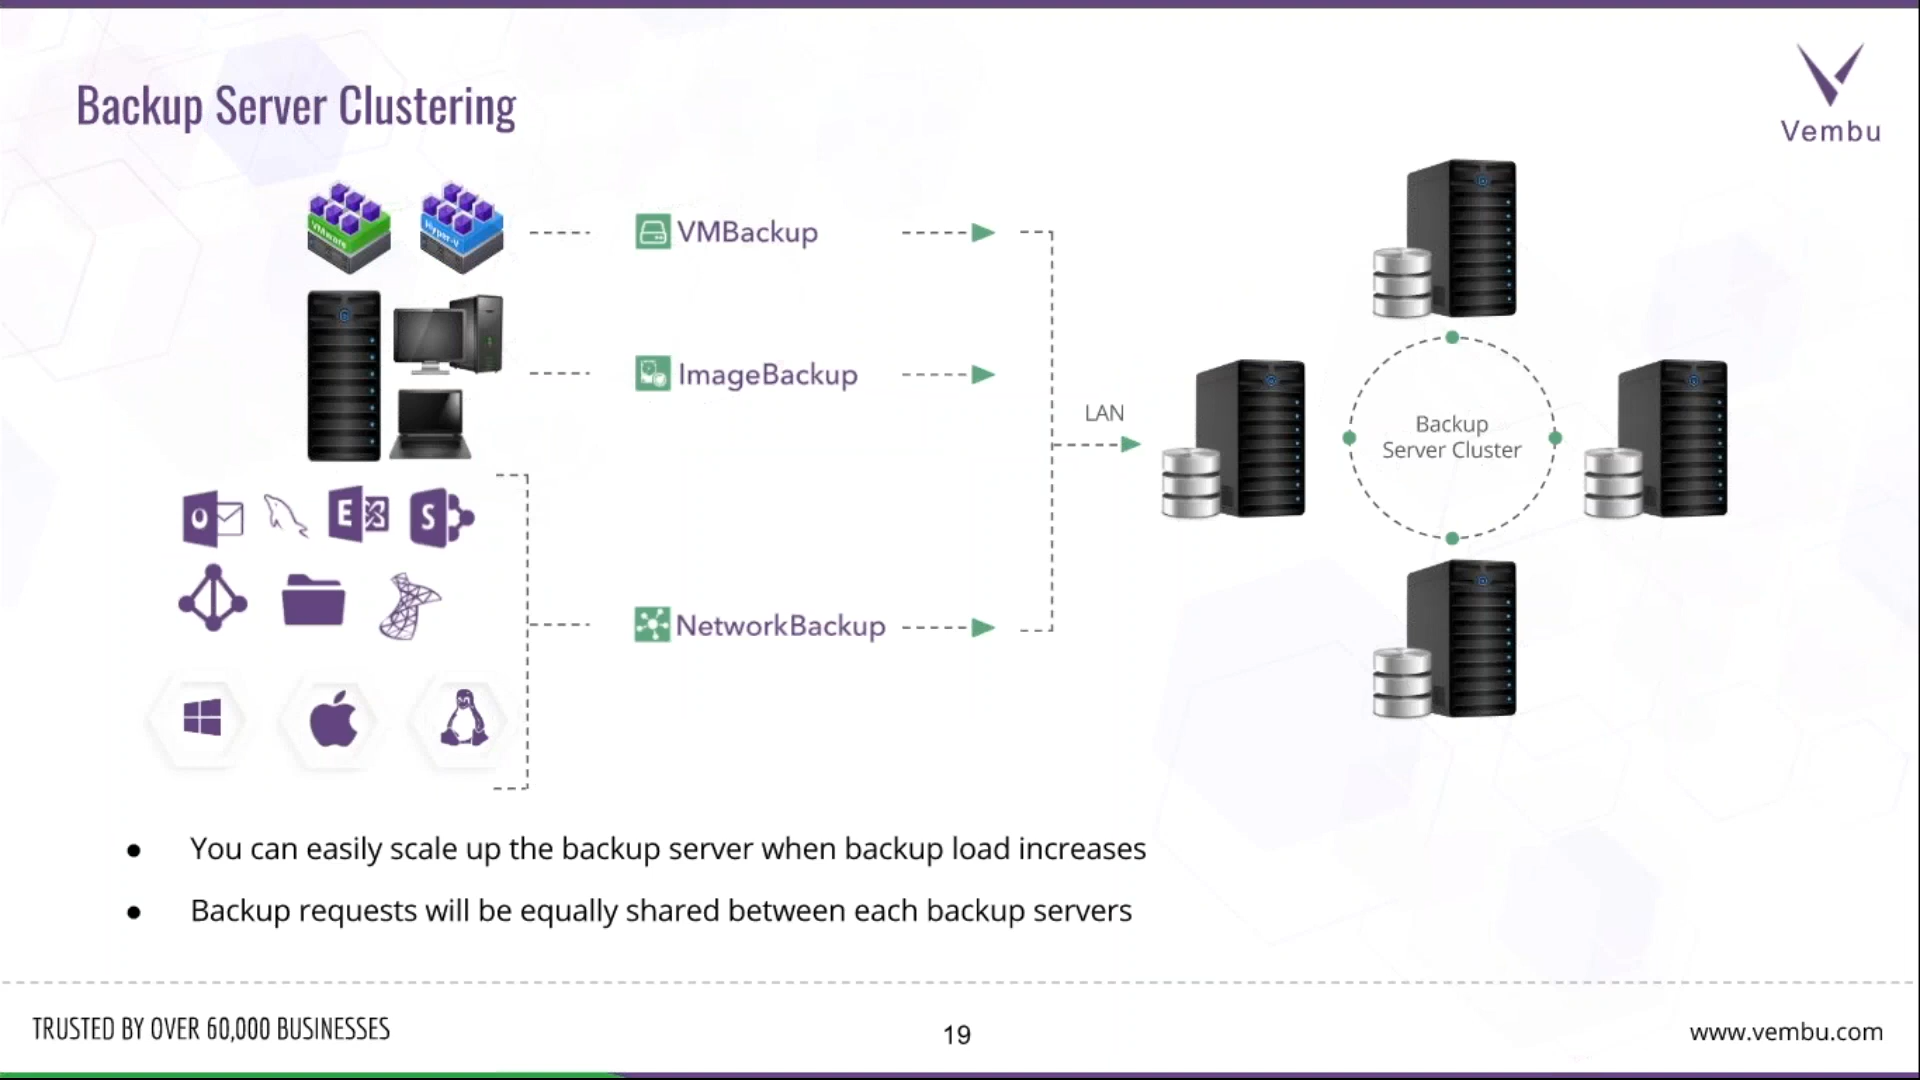 Backup Server Clustering
Vembu
VMware
Hyper-V
VMBackup
ImageBackup
LAN
Backup
Server Cluster
O
E
S
NetworkBackup
● You can easily scale up the backup server when backup load increases
● Backup requests will be equally shared between each backup servers
TRUSTED BY OVER 60,000 BUSINESSES
19
www.vembu.com